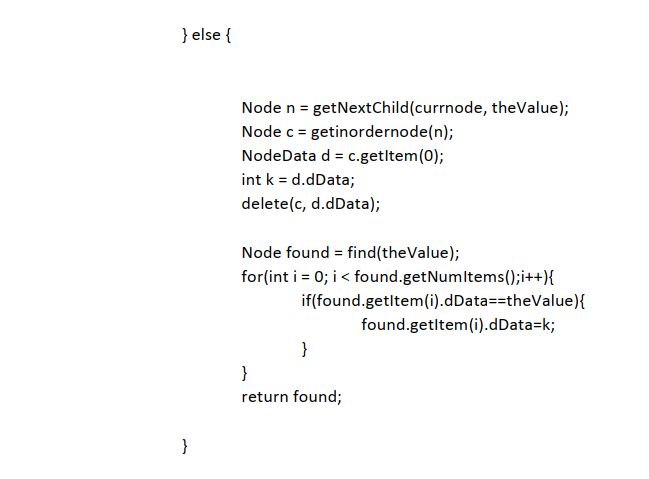 } else {
Node n = getNextChild(currnode, theValue);
Node c = getinordernode(n);
NodeData d = c.getItem(0);
int k = d.dData;
delete(c, d.dData);
Node found = find(theValue);
for(int i = 0; i < found.getNumItems();i++){
if(found.getItem(i).dData==theValue){
found.getItem(i).dData=k;
}
}
return found;
}